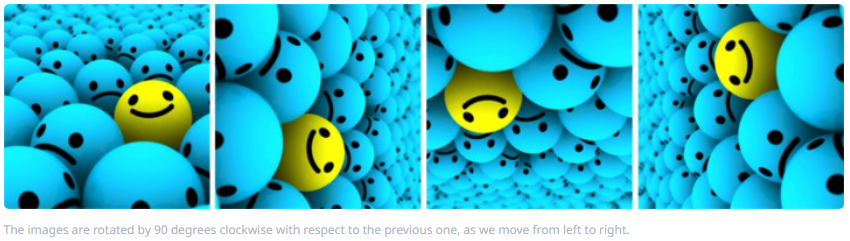 The images are rotated by 90 degrees clockwise with respect to the previous one, as we move from left to right.